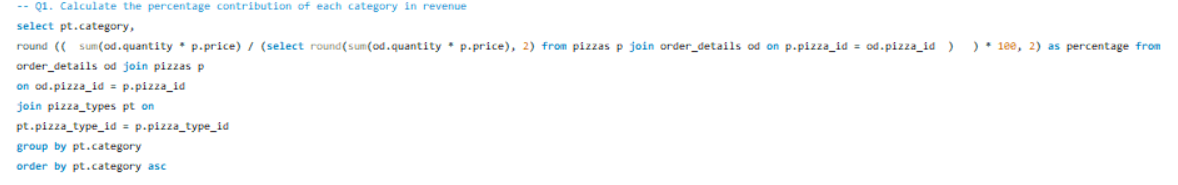 -- Q1. Calculate the percentage contribution of each category in revenue
select pt.category,
round (( sum(od.quantity * p.price) / (select round(sum(od.quantity * p.price), 2) from pizzas p join order_details od on p.pizza_id = od.pizza_id ) ) * 100, 2) as percentage from
order_details od join pizzas p
on od.pizza_id = p.pizza_id
join pizza_types pt on
pt.pizza_type_id = p.pizza_type_id
group by pt.category
order by pt.category asc